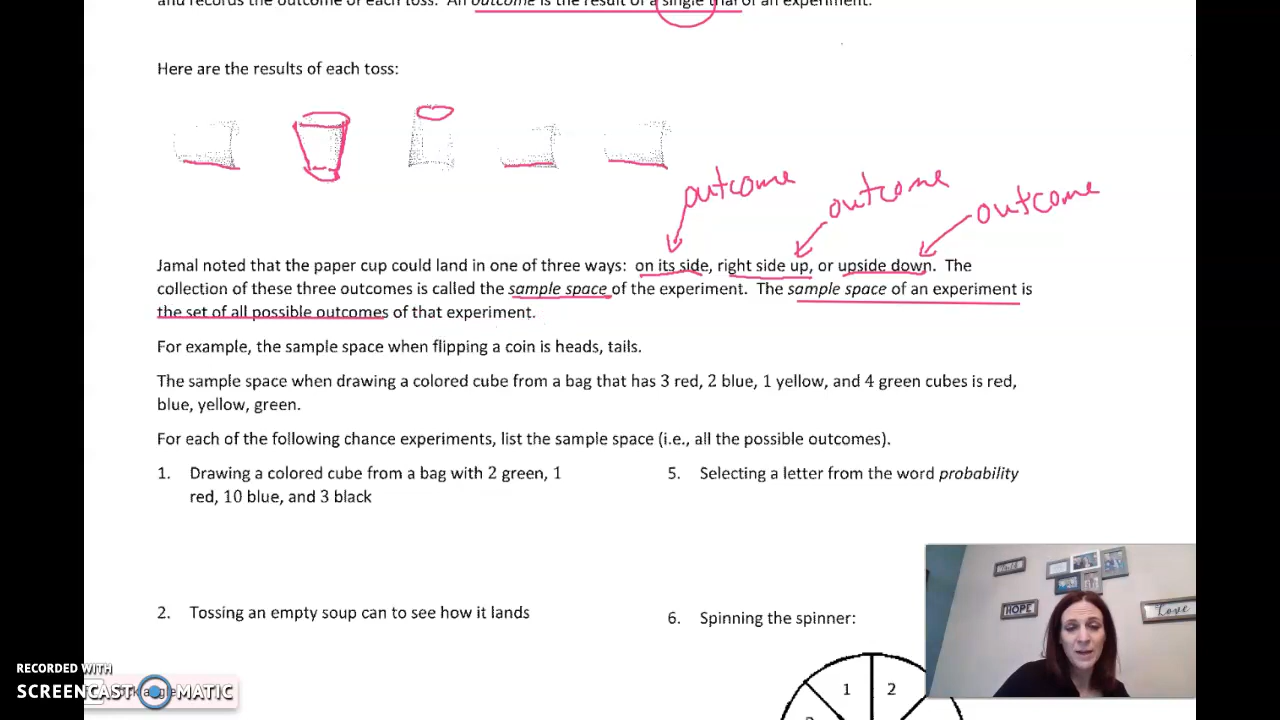 and records the outcome of each toss. An outcome is the result of a single trial of an experiment.
Here are the results of each toss:
outcome
outcome
outcome
Jamal noted that the paper cup could land in one of three ways: on its side, right side up, or upside down. The
collection of these three outcomes is called the sample space of the experiment. The sample space of an experiment is
the set of all possible outcomes of that experiment.
For example, the sample space when flipping a coin is heads, tails.
The sample space when drawing a colored cube from a bag that has 3 red, 2 blue, 1 yellow, and 4 green cubes is red,
blue, yellow, green.
For each of the following chance experiments, list the sample space (i.e., all the possible outcomes).
1. Drawing a colored cube from a bag with 2 green, 1
red, 10 blue, and 3 black
5. Selecting a letter from the word probability
2. Tossing an empty soup can to see how it lands
6. Spinning the spinner:
1 2
HOPE
Love
RECORDED WITH
SCREENCAST MATIC